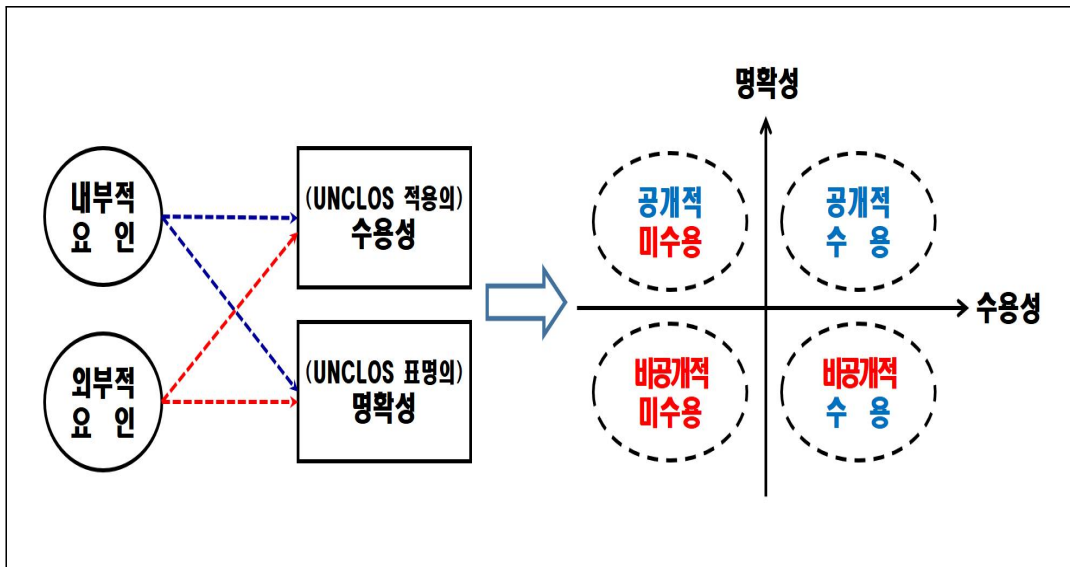 내부적
요 인
외부적
요 인
(UNCLOS 적용의)
수용성
(UNCLOS 표명의)
명확성
명확성
공개적
미수용
공개적
수 용
수용성
비공개적
미수용
비공개적
수 용